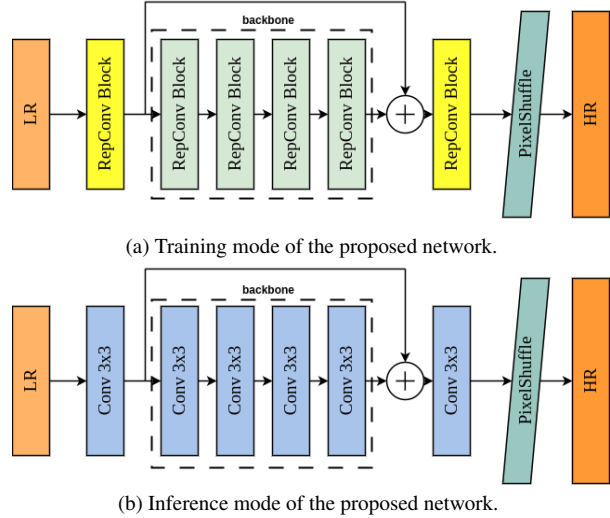 backbone
LR
RepConv Block
RepConv Block
RepConv Block
RepConv Block
RepConv Block
+
RepConv Block
PixelShuffle
HR
(a) Training mode of the proposed network.
backbone
LR
Conv 3x3
Conv 3x3
Conv 3x3
Conv 3x3
Conv 3x3
+
Conv 3x3
PixelShuffle
HR
(b) Inference mode of the proposed network.